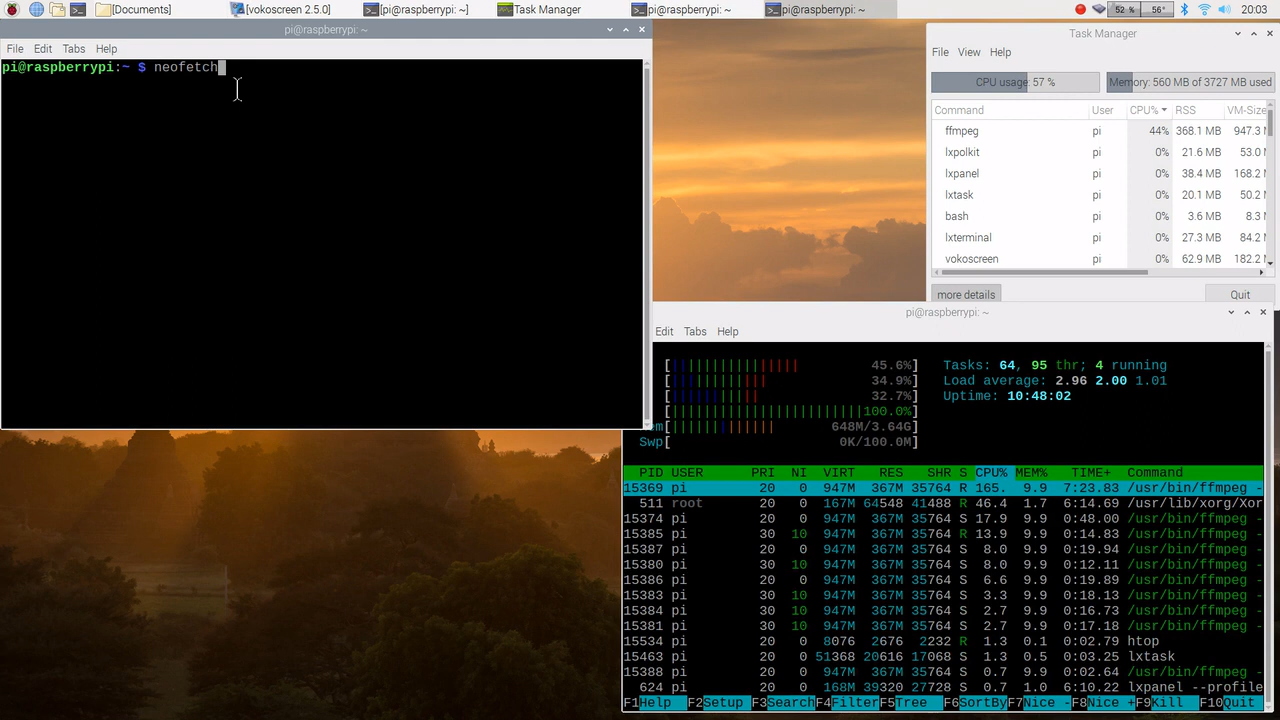 [Documents] [vokoscreen 2.5.0] [pi@raspberrypi: ~] Task Manager pi@raspberrypi: ~ pi@raspberrypi: ~ 52 % 56° 20:03
pi@raspberrypi: ~
File Edit Tabs Help
pi@raspberrypi:~ $ neofetch
Task Manager
File View Help
CPU usage: 57 % Memory: 560 MB of 3727 MB used
Command User CPU% RSS VM-Size
ffmpeg pi 44% 368.1 MB 947.3
lxpolkit pi 0% 21.6 MB 53.0
lxpanel pi 0% 38.4 MB 168.2
lxtask pi 0% 20.1 MB 50.2
bash pi 0% 3.6 MB 8.3
lxterminal pi 0% 27.3 MB 84.2
vokoscreen pi 0% 62.9 MB 182.2
more details Quit
pi@raspberrypi: ~
Edit Tabs Help
[||||||||||||||||| 45.6%] Tasks: 64, 95 thr; 4 running
[|||||||||||| 34.9%] Load average: 2.96 2.00 1.01
[||||||||||| 32.7%] Uptime: 10:48:02
[|||||||||||||||||||||||||100.0%]
em[|||||||||||||| 648M/3.64G]
Swp[ 0K/100.0M]
PID USER PRI NI VIRT RES SHR S CPU% MEM% TIME+ Command
15369 pi 20 0 947M 367M 35764 R 165. 9.9 7:23.83 /usr/bin/ffmpeg -
511 root 20 0 167M 64548 41488 R 46.4 1.7 6:14.69 /usr/lib/xorg/Xor
15374 pi 20 0 947M 367M 35764 S 17.9 9.9 0:48.00 /usr/bin/ffmpeg -
15385 pi 30 10 947M 367M 35764 R 13.9 9.9 0:14.83 /usr/bin/ffmpeg -
15387 pi 20 0 947M 367M 35764 S 8.0 9.9 0:19.94 /usr/bin/ffmpeg -
15380 pi 30 10 947M 367M 35764 S 8.0 9.9 0:12.11 /usr/bin/ffmpeg -
15386 pi 20 0 947M 367M 35764 S 6.6 9.9 0:19.89 /usr/bin/ffmpeg -
15383 pi 30 10 947M 367M 35764 S 3.3 9.9 0:18.13 /usr/bin/ffmpeg -
15384 pi 30 10 947M 367M 35764 S 2.7 9.9 0:16.73 /usr/bin/ffmpeg -
15381 pi 30 10 947M 367M 35764 S 2.7 9.9 0:17.18 /usr/bin/ffmpeg -
15534 pi 20 0 8076 2676 2232 R 1.3 0.1 0:02.79 htop
15463 pi 20 0 51368 20616 17068 S 1.3 0.5 0:03.25 lxtask
15388 pi 20 0 947M 367M 35764 S 0.7 9.9 0:02.64 /usr/bin/ffmpeg -
624 pi 20 0 168M 39320 27728 S 0.7 1.0 6:10.22 lxpanel --profile
F1Help F2Setup F3SearchF4FilterF5Tree F6SortByF7Nice -F8Nice +F9Kill F10Quit